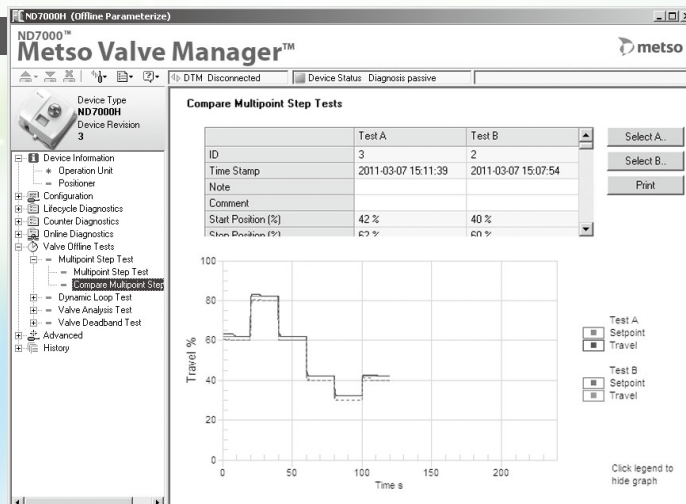 ND7000H (Offline Parameterize)
ND7000™
Metso Valve Manager™
metso
DTM Disconnected
Device Status Diagnosis passive
Device Type
ND7000H
Device Revision
3
Device Information
Operation Unit
Positioner
Configuration
Lifecycle Diagnostics
Counter Diagnostics
Online Diagnostics
Valve Offline Tests
Multipoint Step Test
Multipoint Step Test
Compare Multipoint Step
Dynamic Loop Test
Valve Analysis Test
Valve Deadband Test
Advanced
History
Compare Multipoint Step Tests
Test A Test B
ID 3 2
Time Stamp 2011-03-07 15:11:39 2011-03-07 15:07:54
Note
Comment
Start Position (%) 42 % 40 %
Stop Position (%) 62 % 60 %
Select A..
Select B..
Print
100
80
60
40
20
0
Travel %
0 50 100 150 200
Time s
Test A
Setpoint
Travel
Test B
Setpoint
Travel
Click legend to
hide graph